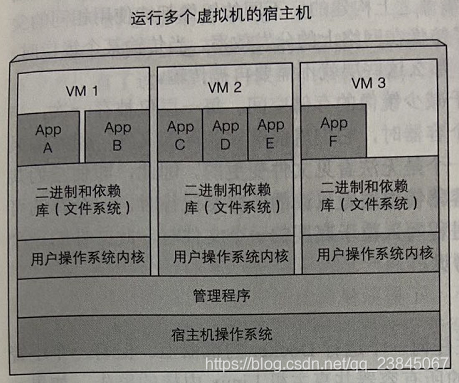 运行多个虚拟机的宿主机
VM 1
VM 2
VM 3
App
A
App
B
App
C
App
D
App
E
App
F
二进制和依赖
库（文件系统）
二进制和依赖
库（文件系统）
二进制和依赖
库（文件系统）
用户操作系统内核
用户操作系统内核
用户操作系统内核
管理程序
宿主机操作系统
https://blog.csdn.net/qq_23845067